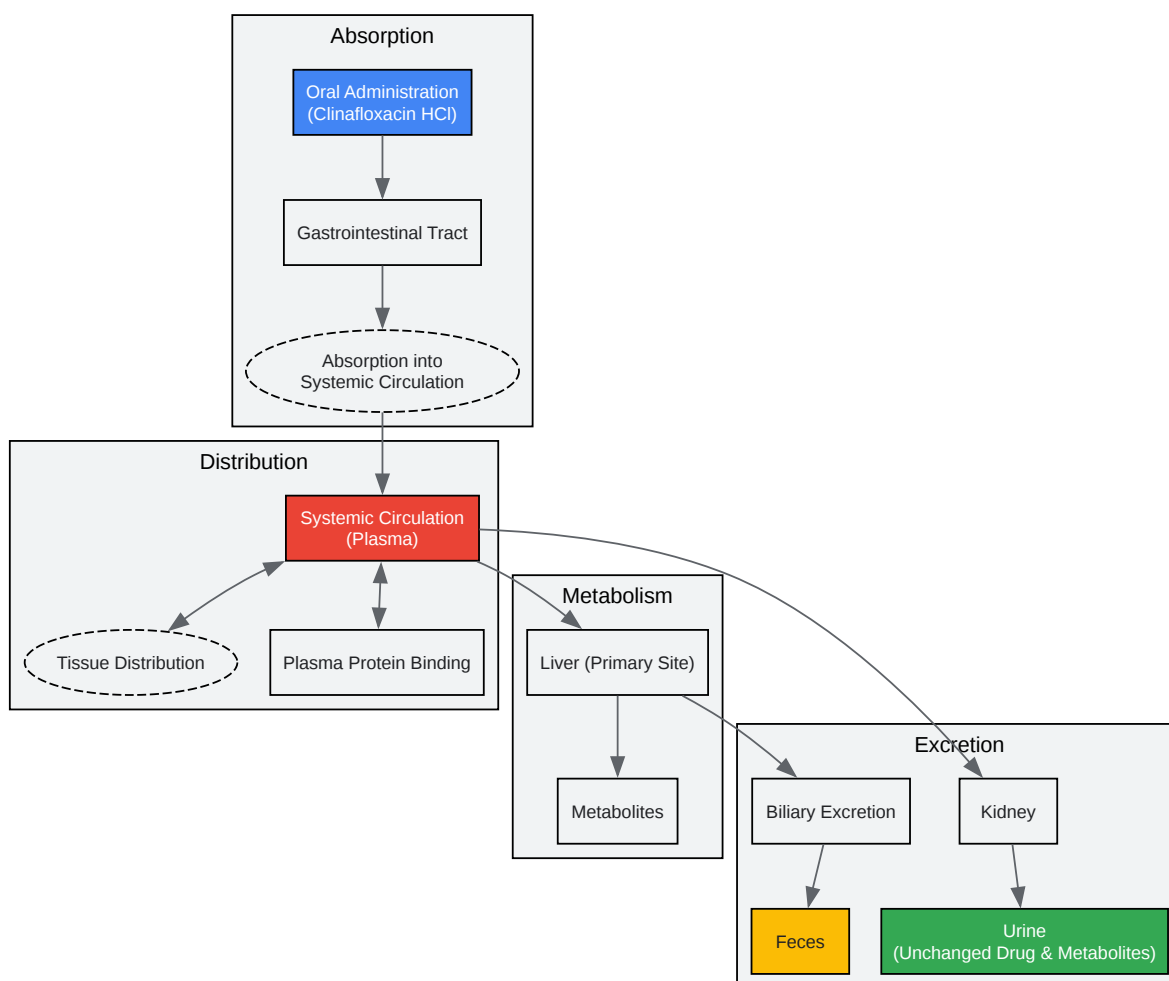 Absorption
Oral Administration
(Clinafloxacin HCl)
Gastrointestinal Tract
Absorption into
Systemic Circulation
Distribution
Systemic Circulation
(Plasma)
Tissue Distribution
Plasma Protein Binding
Metabolism
Liver (Primary Site)
Metabolites
Excretion
Biliary Excretion
Kidney
Feces
Urine
(Unchanged Drug & Metabolites)